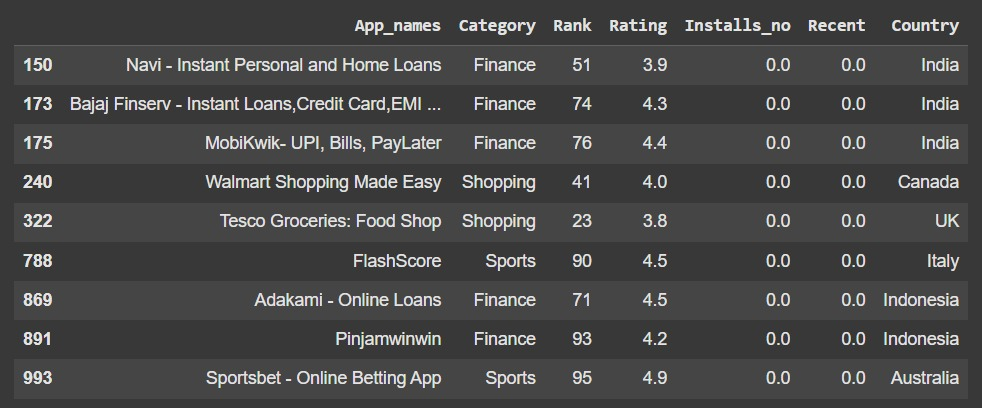 App_names Category Rank Rating Installs_no Recent Country
150 Navi - Instant Personal and Home Loans Finance 51 3.9 0.0 0.0 India
173 Bajaj Finserv - Instant Loans,Credit Card,EMI ... Finance 74 4.3 0.0 0.0 India
175 MobiKwik- UPI, Bills, PayLater Finance 76 4.4 0.0 0.0 India
240 Walmart Shopping Made Easy Shopping 41 4.0 0.0 0.0 Canada
322 Tesco Groceries: Food Shop Shopping 23 3.8 0.0 0.0 UK
788 FlashScore Sports 90 4.5 0.0 0.0 Italy
869 Adakami - Online Loans Finance 71 4.5 0.0 0.0 Indonesia
891 Pinjamwinwin Finance 93 4.2 0.0 0.0 Indonesia
993 Sportsbet - Online Betting App Sports 95 4.9 0.0 0.0 Australia